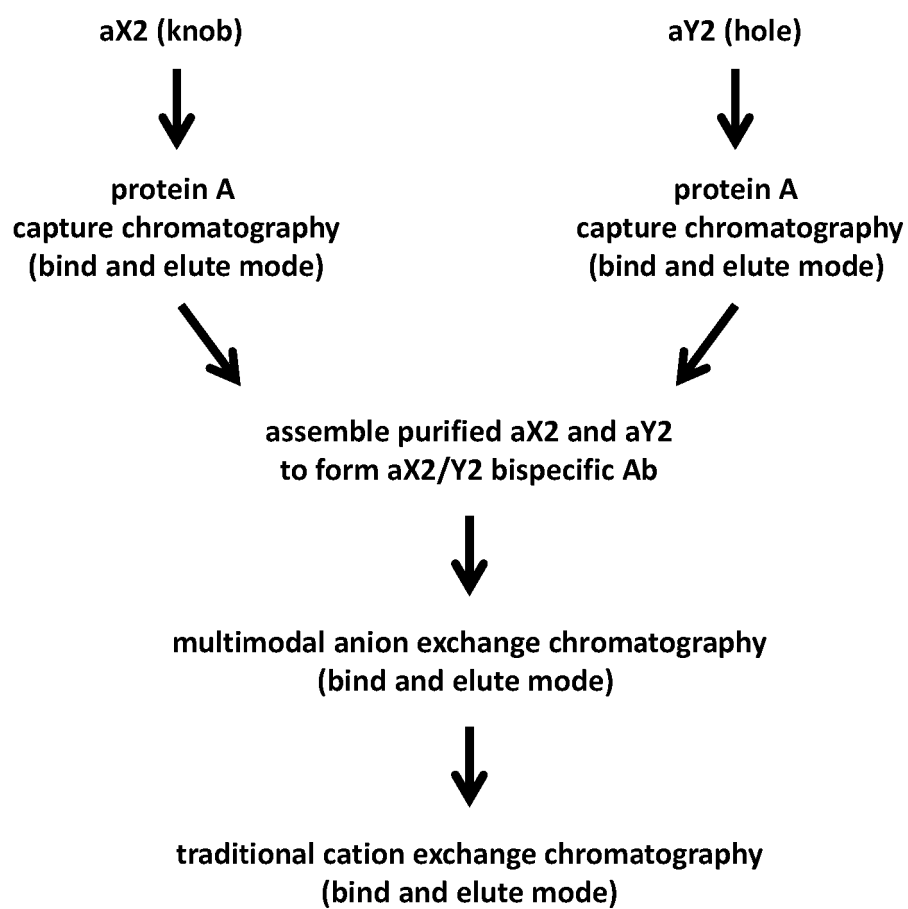 aX2 (knob)
aY2 (hole)
protein A
capture chromatography
(bind and elute mode)
protein A
capture chromatography
(bind and elute mode)
assemble purified aX2 and aY2
to form aX2/Y2 bispecific Ab
multimodal anion exchange chromatography
(bind and elute mode)
traditional cation exchange chromatography
(bind and elute mode)